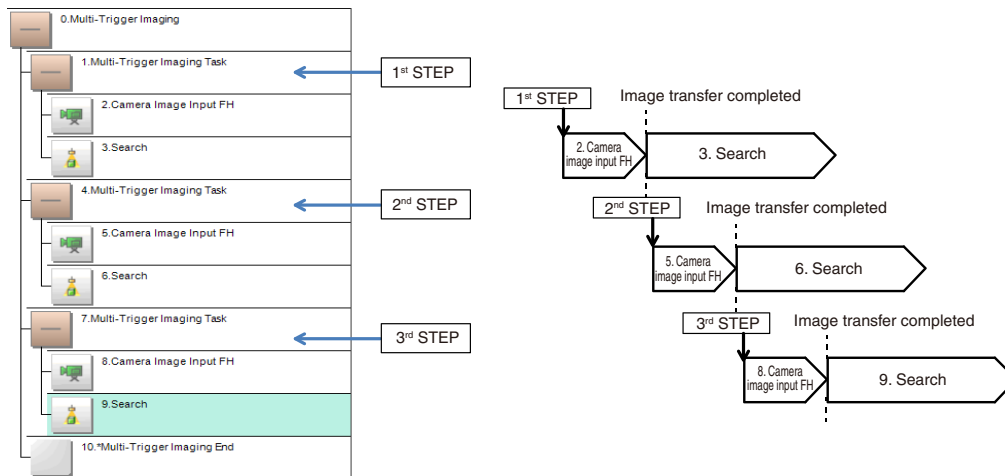 0.Multi-Trigger Imaging
1.Multi-Trigger Imaging Task
1st STEP
2.Camera Image Input FH
3.Search
4.Multi-Trigger Imaging Task
2nd STEP
5.Camera Image Input FH
6.Search
7.Multi-Trigger Imaging Task
3rd STEP
8.Camera Image Input FH
9.Search
10.*Multi-Trigger Imaging End
1st STEP
Image transfer completed
2. Camera
image input FH
3. Search
2nd STEP
Image transfer completed
5. Camera
image input FH
6. Search
3rd STEP
Image transfer completed
8. Camera
image input FH
9. Search